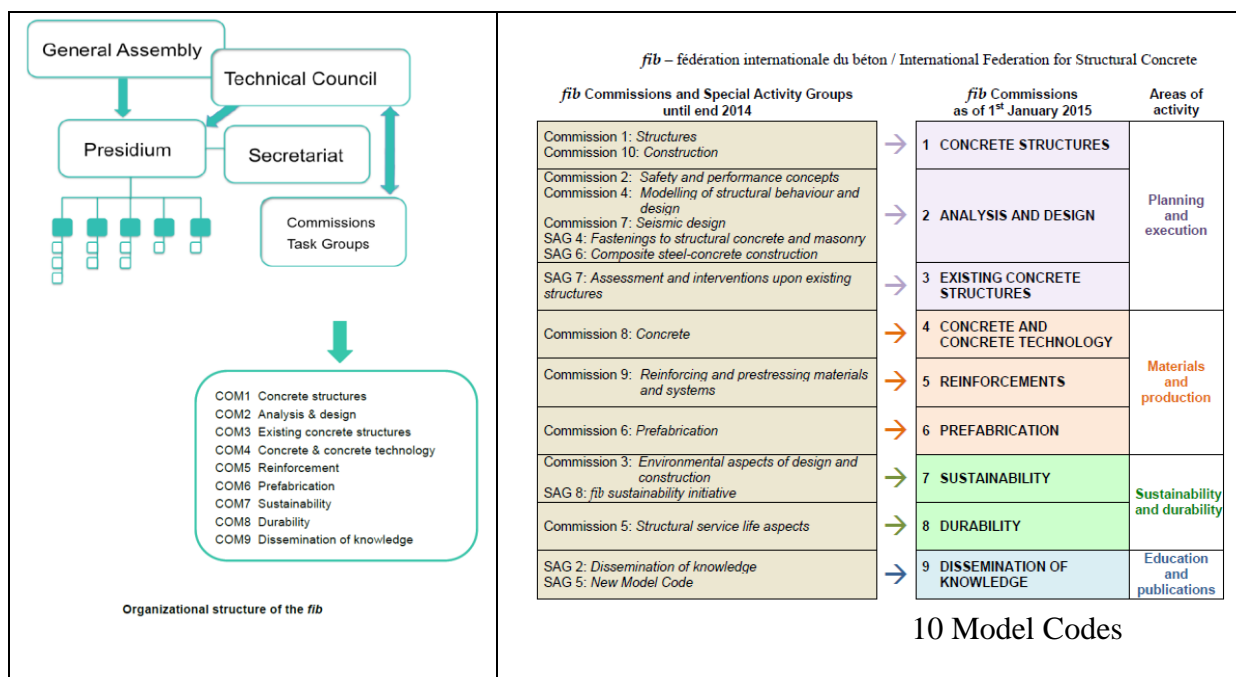 General Assembly
Technical Council
Presidium
Secretariat
Commissions
Task Groups
COM1 Concrete structures
COM2 Analysis & design
COM3 Existing concrete structures
COM4 Concrete & concrete technology
COM5 Reinforcement
COM6 Prefabrication
COM7 Sustainability
COM8 Durability
COM9 Dissemination of knowledge
Organizational structure of the fib
fib – fédération internationale du béton / International Federation for Structural Concrete
fib Commissions and Special Activity Groups
until end 2014
fib Commissions
as of 1st January 2015
Areas of
activity
Commission 1: Structures
Commission 10: Construction
1 CONCRETE STRUCTURES
Commission 2: Safety and performance concepts
Commission 4: Modelling of structural behaviour and
design
Commission 7: Seismic design
SAG 4: Fastenings to structural concrete and masonry
SAG 6: Composite steel-concrete construction
2 ANALYSIS AND DESIGN
Planning
and
execution
SAG 7: Assessment and interventions upon existing
structures
3 EXISTING CONCRETE
STRUCTURES
Commission 8: Concrete
4 CONCRETE AND
CONCRETE TECHNOLOGY
Commission 9: Reinforcing and prestressing materials
and systems
5 REINFORCEMENTS
Materials
and
production
Commission 6: Prefabrication
6 PREFABRICATION
Commission 3: Environmental aspects of design and
construction
SAG 8: fib sustainability initiative
7 SUSTAINABILITY
Sustainability
and durability
Commission 5: Structural service life aspects
8 DURABILITY
SAG 2: Dissemination of knowledge
SAG 5: New Model Code
9 DISSEMINATION OF
KNOWLEDGE
Education
and
publications
10 Model Codes